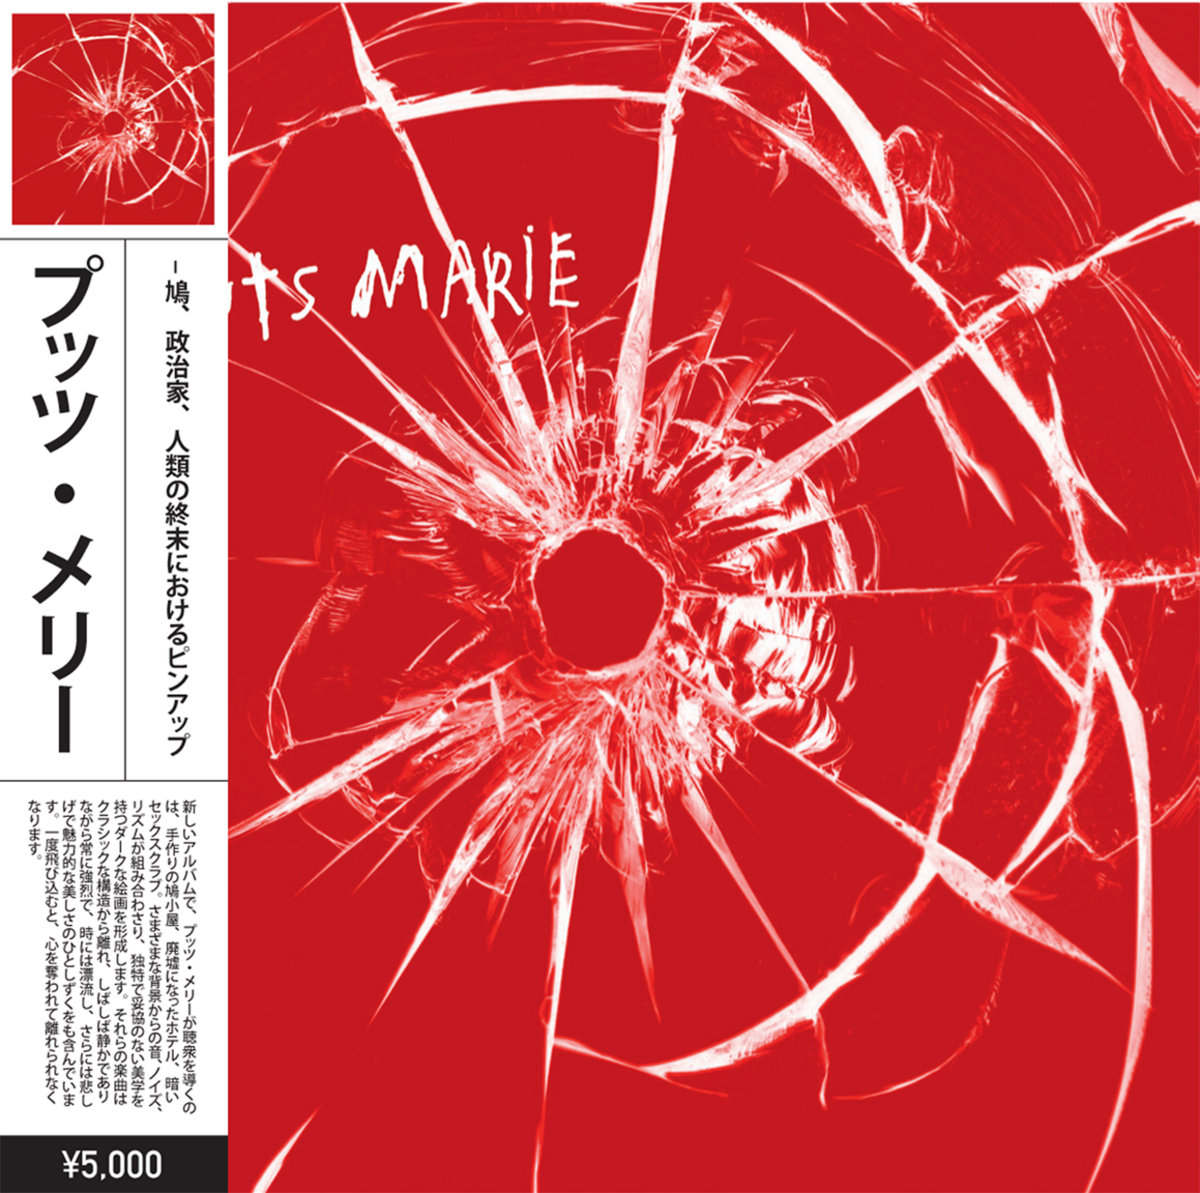 プッツ・メリー
–鳩、政治家、人類の終末におけるピンアップ
TS MARiE
新しいアルバムで、プッツ・メリーが聴衆を導くの
は、手作りの鳩小屋、廃墟になったホテル、暗い
セックスクラブ。さまざまな背景からの音、ノイズ、
リズムが組み合わさり、独特で妥協のない美学を
持つダークな絵画を形成します。それらの楽曲は
クラシックな構造から離れ、しばしば静かであり
ながら常に強烈で、時には漂流し、さらには悲し
げで魅力的な美しさのひとしずくをも含んでいま
す。一度飛び込むと、心を奪われて離れられなく
なります。
¥5,000